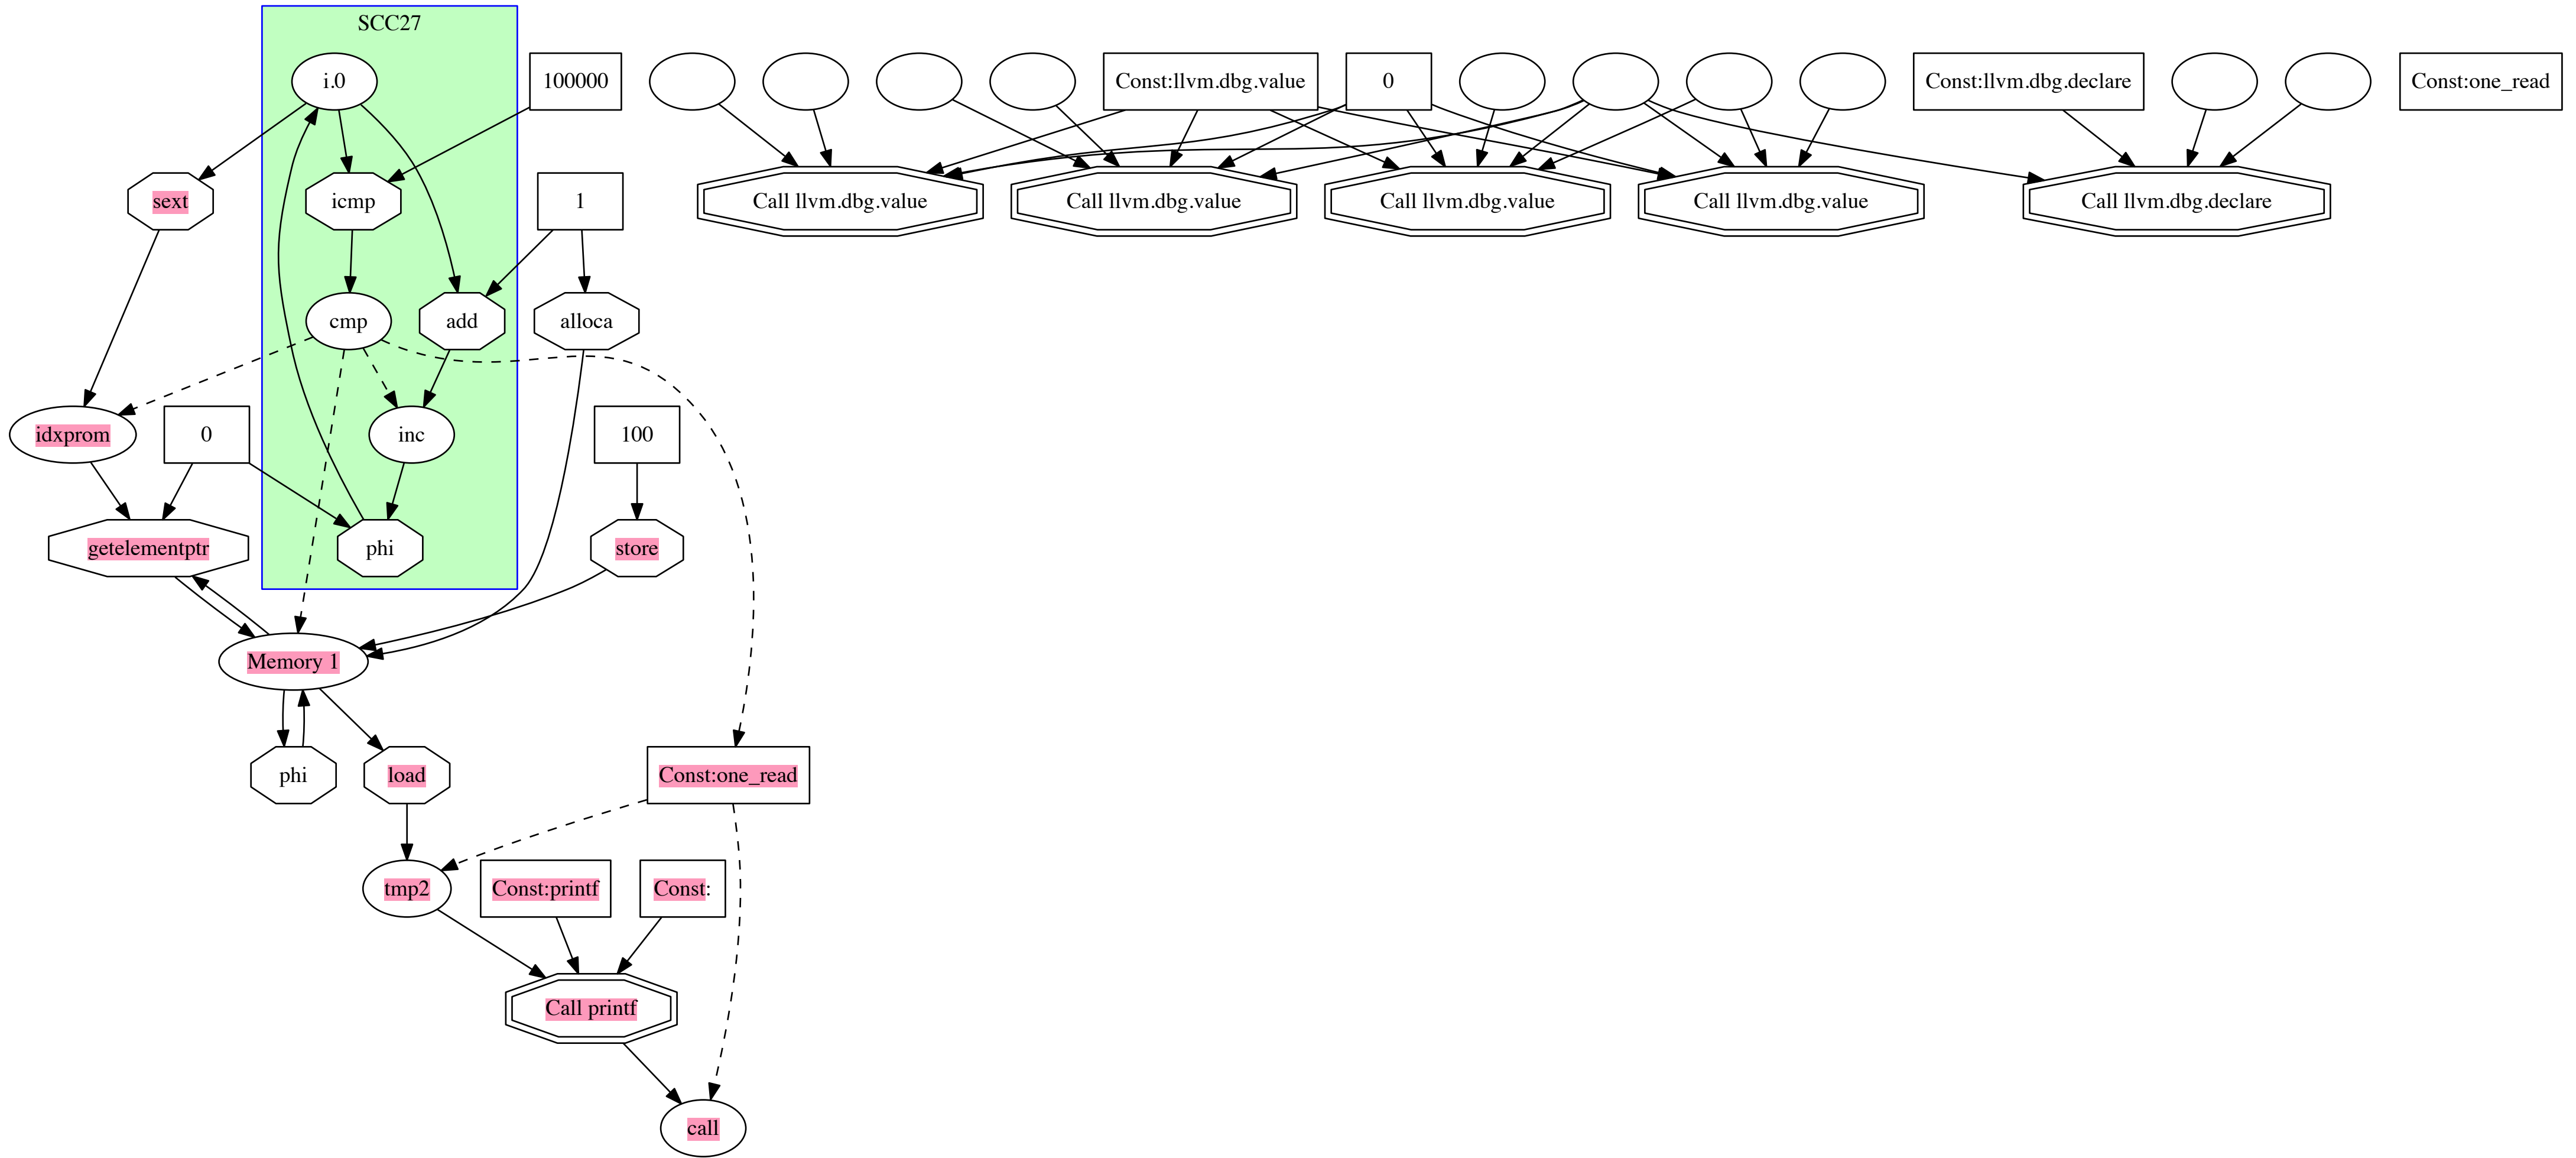 SCC27
i.0
100000
Const:llvm.dbg.value
0
Const:llvm.dbg.declare
Const:one_read
sext
icmp
1
Call llvm.dbg.value
Call llvm.dbg.value
Call llvm.dbg.value
Call llvm.dbg.value
Call llvm.dbg.declare
cmp
add
alloca
idxprom
0
inc
100
getelementptr
phi
store
Memory 1
phi
load
Const:one_read
tmp2
Const:printf
Const:
Call printf
call